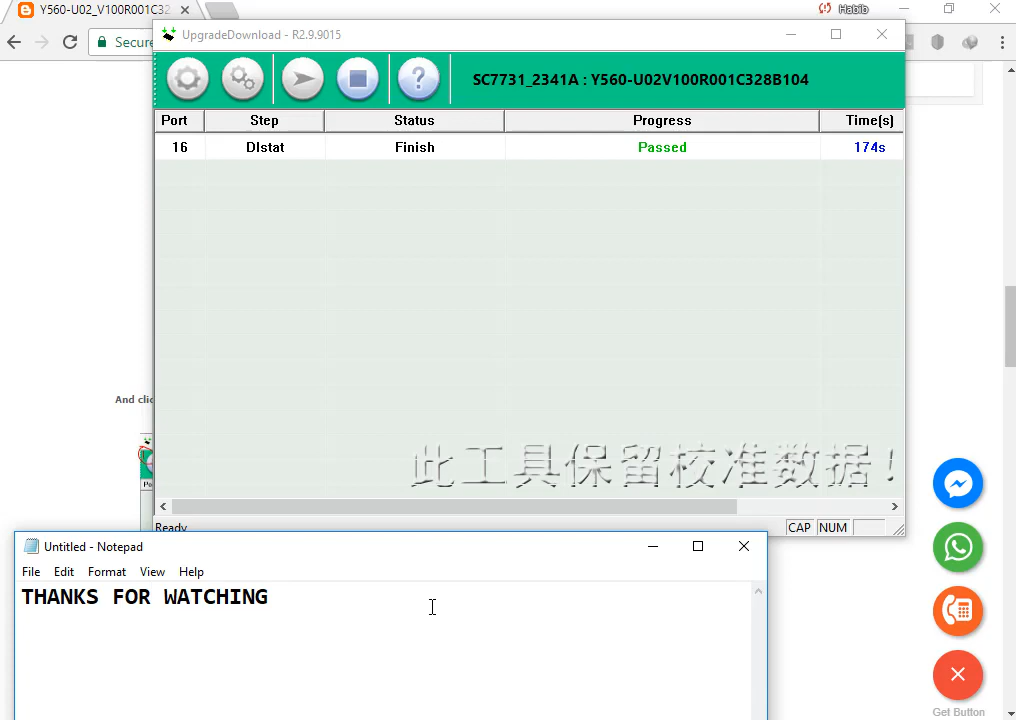 Y560-U02_V100R001C32
Habib
Secure
UpgradeDownload - R2.9.9015
SC7731_2341A : Y560-U02V100R001C328B104
Port Step Status Progress Time(s)
16 DIstat Finish Passed 174s
And clic
此工具保留校准数据！
Ready
CAP NUM
Untitled - Notepad
File Edit Format View Help
THANKS FOR WATCHING
Get Button